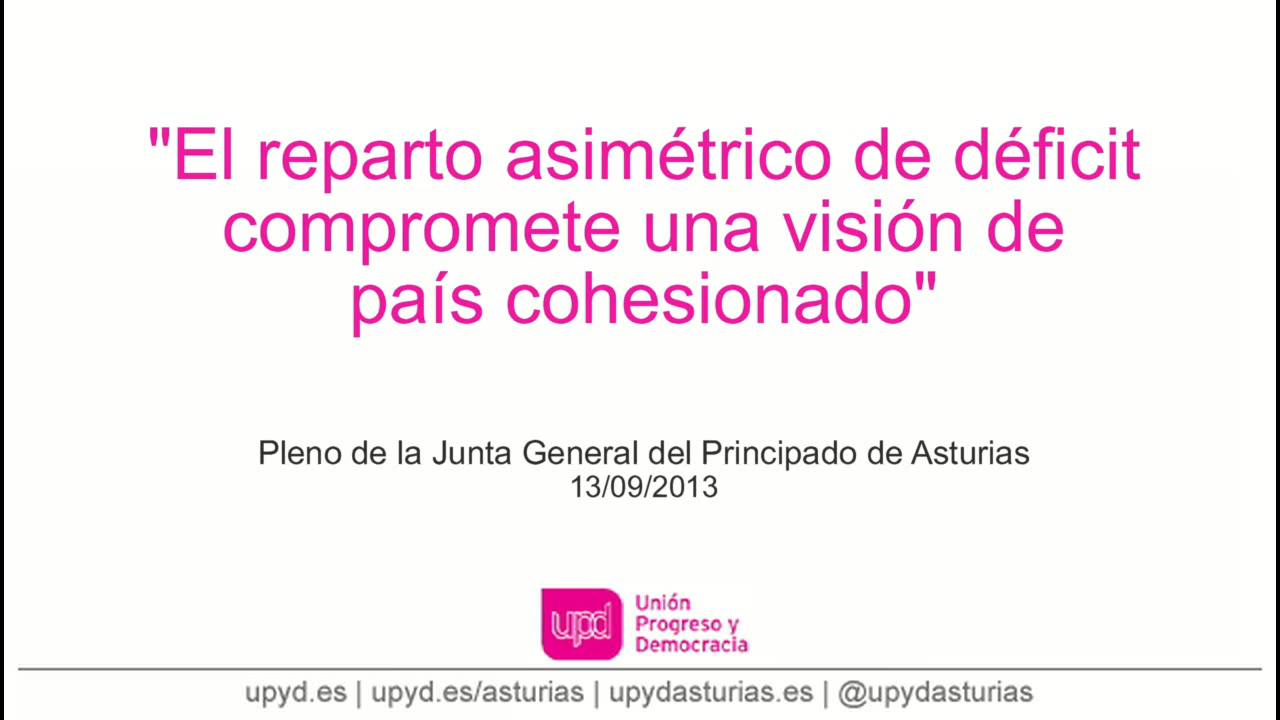 "El reparto asimétrico de déficit
compromete una visión de
país cohesionado"
Pleno de la Junta General del Principado de Asturias
13/09/2013
upd
Unión
Progreso y
Democracia
upyd.es | upyd.es/asturias | upydasturias.es | @upydasturias